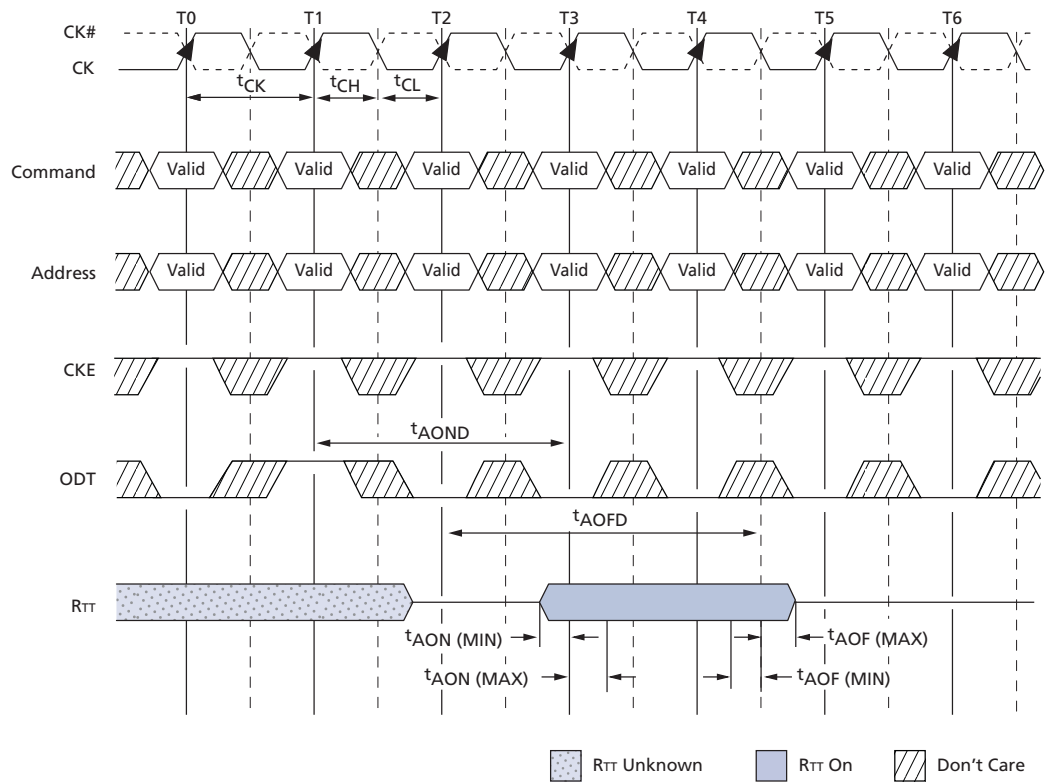 T0 T1 T2 T3 T4 T5 T6
CK#
CK
tCK tCH tCL
Command Valid Valid Valid Valid Valid Valid Valid
Address Valid Valid Valid Valid Valid Valid Valid
CKE
tAOND
ODT
tAOFD
RTT
tAON (MIN) tAOF (MAX)
tAON (MAX) tAOF (MIN)
RTT Unknown RTT On Don't Care